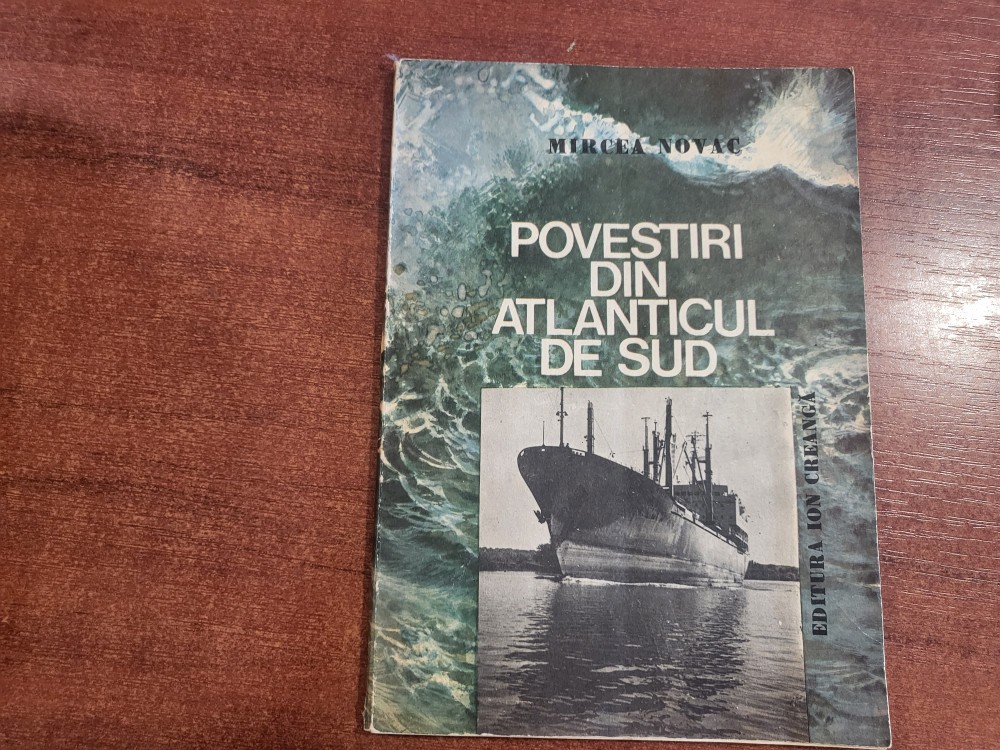 MIRCEA NOVAC
POVESTIRI
DIN
ATLANTICUL
DE SUD
EDITURA ION CREANGĂ